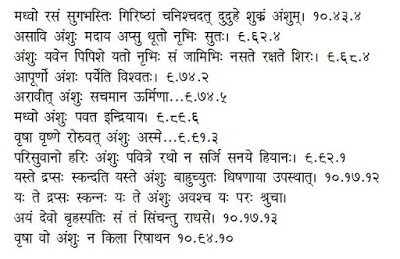 मध्वो रसं सुगभस्तिः गिरिष्ठां चनिश्चदत् दुदुहे शुक्रं अंशुम्। १०.४३.४
असावि अंशुः मदाय अप्सु धूतो नृभिः सुतः। ९.६२.४
अंशुः यवेन पिपिशे यतो नृभिः सं जामिभिः नसते रक्षते शिरः। ९.६८.४
आपूर्णो अंशः पर्येति विश्वतः। ९.७४.२
अरावीत् अंशुः सचमान ऊर्मिणा...९.७४.५
मध्वो अंशुः पवत इन्द्रियाय। ९.८९.६
वृषा वृष्णे रोरुवत् अंशुः अस्मे...९.९१.३
परिसुवानो हरिः अंशुः पवित्रे रथो न सर्जि सनये हियानः। ९.९२.१
यस्ते द्रप्सः स्कन्दति यस्ते अंशुः बाहुच्युतः धिषणाया उपस्थात्। १०.१७.१२
यः ते द्रप्सः स्कन्नः यः ते अंशुः अवश्च यः परः श्रुचा।
अयं देवो बृहस्पतिः सं तं सिंचन्तु राधसे। १०.१७.१३
वृषा वो अंशुः न किला रिषाथन १०.९४.१०